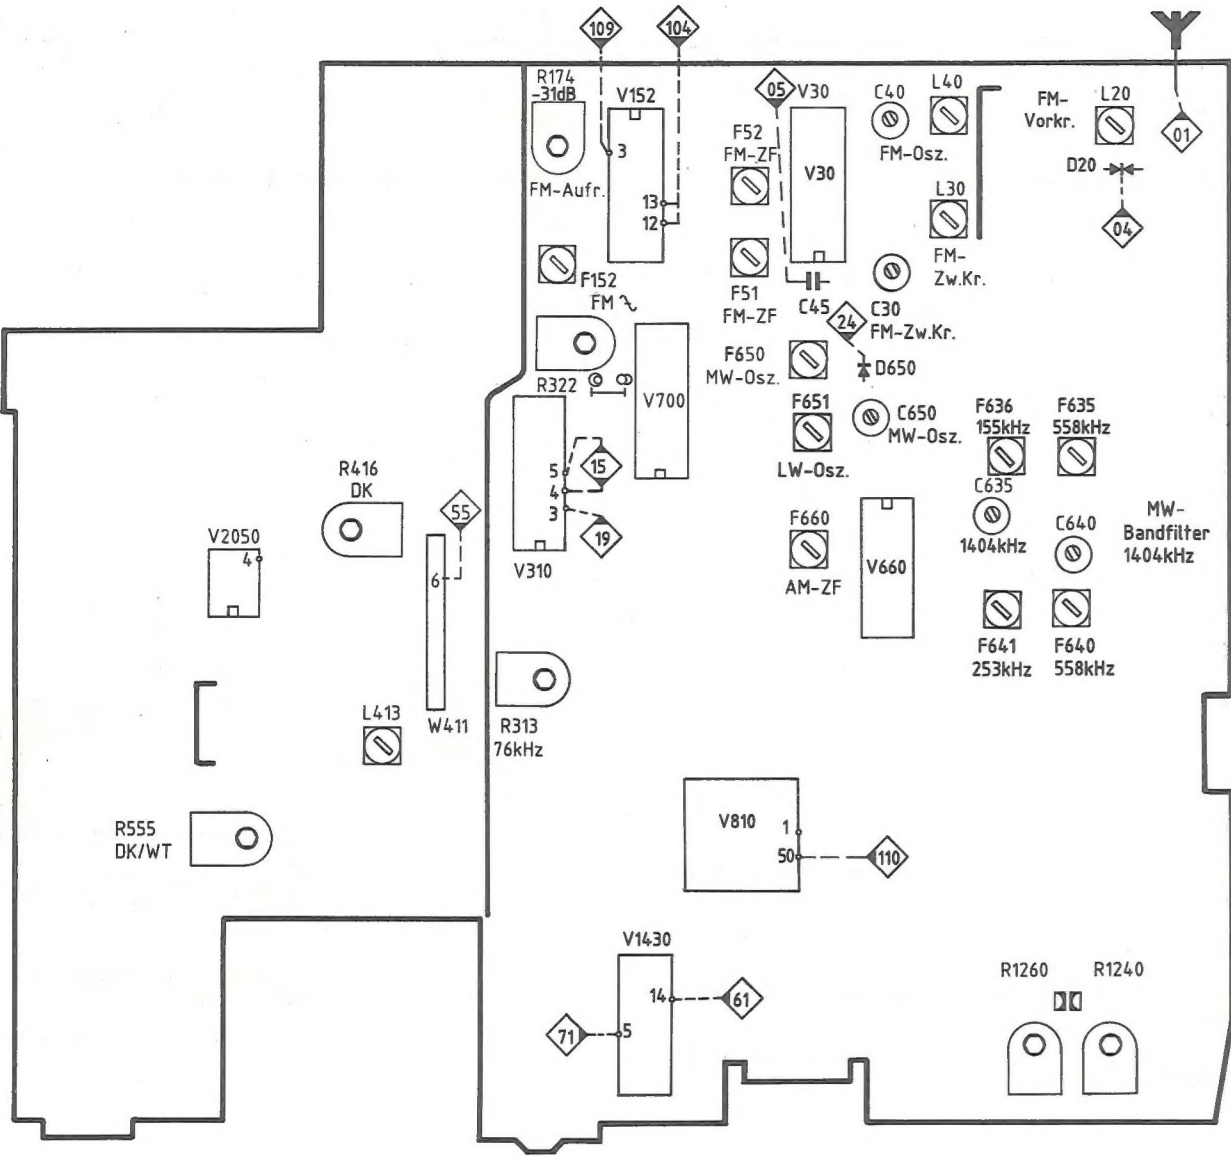 109
104
R174
-31dB
V152
3
13
12
FM-Aufr.
F152
FM
R322
V700
F52
FM-ZF
F51
FM-ZF
05
V30
V30
C45
C40
FM-Osz.
L40
L30
FM-
Zw.Kr.
C30
FM-Zw.Kr.
24
D650
FM-
Vorkr.
L20
D20
01
04
F650
MW-Osz.
F651
LW-Osz.
C650
MW-Osz.
F636
155kHz
F635
558kHz
C635
1404kHz
C640
MW-
Bandfilter
1404kHz
F660
AM-ZF
V660
F641
253kHz
F640
558kHz
5
4
3
15
19
V310
R416
DK
55
6
W411
V2050
4
L413
R313
76kHz
R555
DK/WT
V810
1
50
110
V1430
14
61
5
71
R1260
R1240